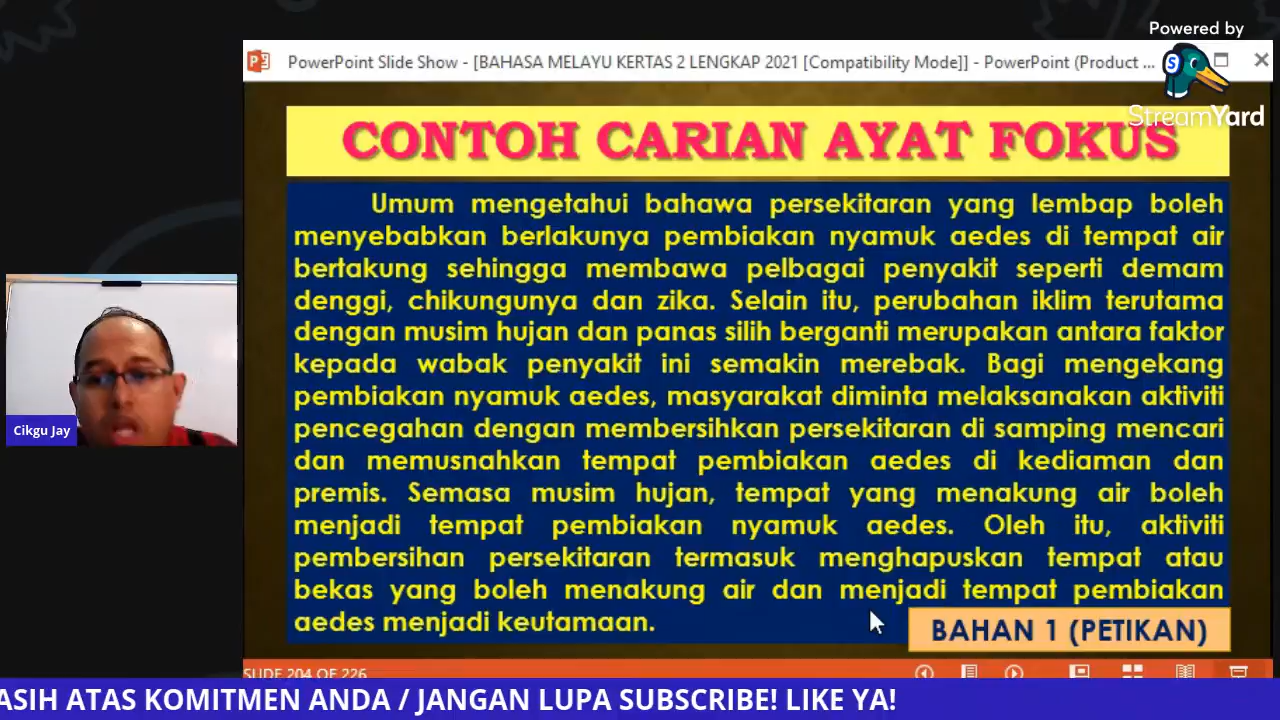 Powered by
StreamYard
PowerPoint Slide Show - [BAHASA MELAYU KERTAS 2 LENGKAP 2021 [Compatibility Mode]] - PowerPoint (Product ...
CONTOH CARIAN AYAT FOKUS
Umum mengetahui bahawa persekitaran yang lembap boleh
menyebabkan berlakunya pembiakan nyamuk aedes di tempat air
bertakung sehingga membawa pelbagai penyakit seperti demam
denggi, chikungunya dan zika. Selain itu, perubahan iklim terutama
dengan musim hujan dan panas silih berganti merupakan antara faktor
kepada wabak penyakit ini semakin merebak. Bagi mengekang
pembiakan nyamuk aedes, masyarakat diminta melaksanakan aktiviti
pencegahan dengan membersihkan persekitaran di samping mencari
dan memusnahkan tempat pembiakan aedes di kediaman dan
premis. Semasa musim hujan, tempat yang menakung air boleh
menjadi tempat pembiakan nyamuk aedes. Oleh itu, aktiviti
pembersihan persekitaran termasuk menghapuskan tempat atau
bekas yang boleh menakung air dan menjadi tempat pembiakan
aedes menjadi keutamaan.
BAHAN 1 (PETIKAN)
Cikgu Jay
SLIDE 204 OF 226
ASIH ATAS KOMITMEN ANDA / JANGAN LUPA SUBSCRIBE! LIKE YA!